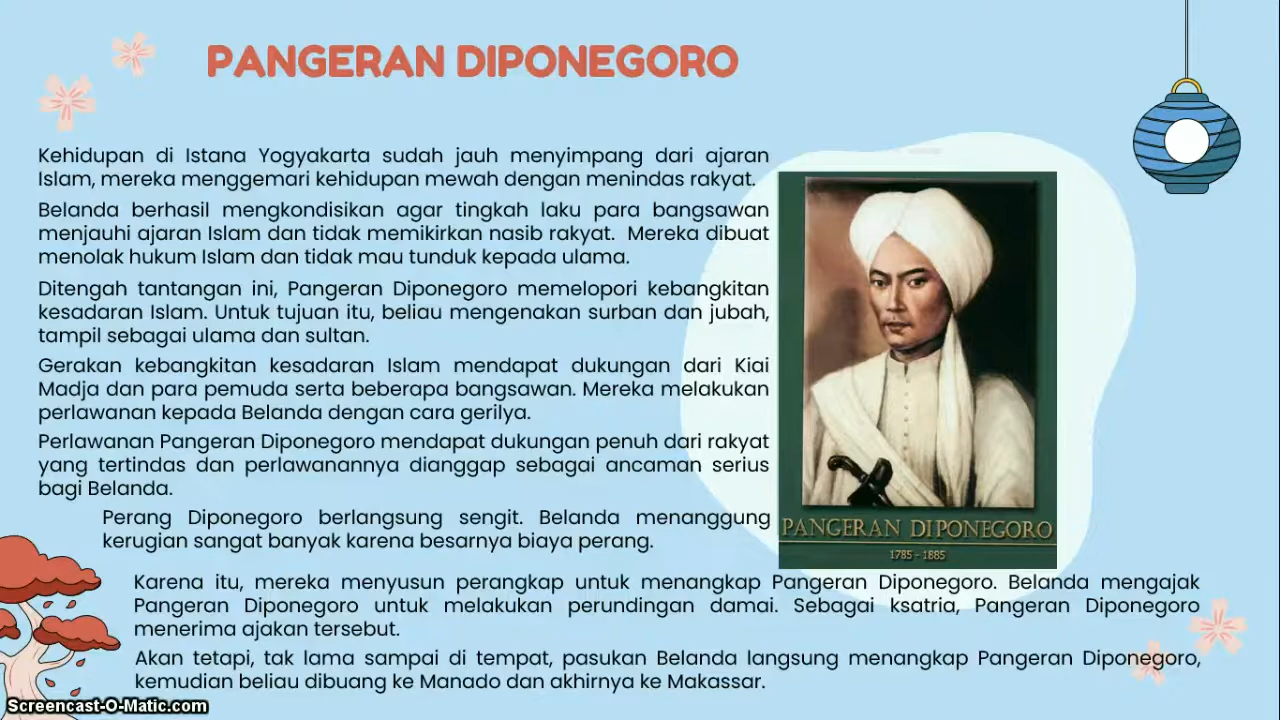 PANGERAN DIPONEGORO
Kehidupan di Istana Yogyakarta sudah jauh menyimpang dari ajaran
Islam, mereka menggemari kehidupan mewah dengan menindas rakyat.
Belanda berhasil mengkondisikan agar tingkah laku para bangsawan
menjauhi ajaran Islam dan tidak memikirkan nasib rakyat. Mereka dibuat
menolak hukum Islam dan tidak mau tunduk kepada ulama.
Ditengah tantangan ini, Pangeran Diponegoro memelopori kebangkitan
kesadaran Islam. Untuk tujuan itu, beliau mengenakan surban dan jubah,
tampil sebagai ulama dan sultan.
Gerakan kebangkitan kesadaran Islam mendapat dukungan dari Kiai
Madja dan para pemuda serta beberapa bangsawan. Mereka melakukan
perlawanan kepada Belanda dengan cara gerilya.
Perlawanan Pangeran Diponegoro mendapat dukungan penuh dari rakyat
yang tertindas dan perlawanannya dianggap sebagai ancaman serius
bagi Belanda.
Perang Diponegoro berlangsung sengit. Belanda menanggung
kerugian sangat banyak karena besarnya biaya perang.
PANGERAN DIPONEGORO
1785 - 1885
Karena itu, mereka menyusun perangkap untuk menangkap Pangeran Diponegoro. Belanda mengajak
Pangeran Diponegoro untuk melakukan perundingan damai. Sebagai ksatria, Pangeran Diponegoro
menerima ajakan tersebut.
Akan tetapi, tak lama sampai di tempat, pasukan Belanda langsung menangkap Pangeran Diponegoro,
kemudian beliau dibuang ke Manado dan akhirnya ke Makassar.
Screencast-O-Matic.com